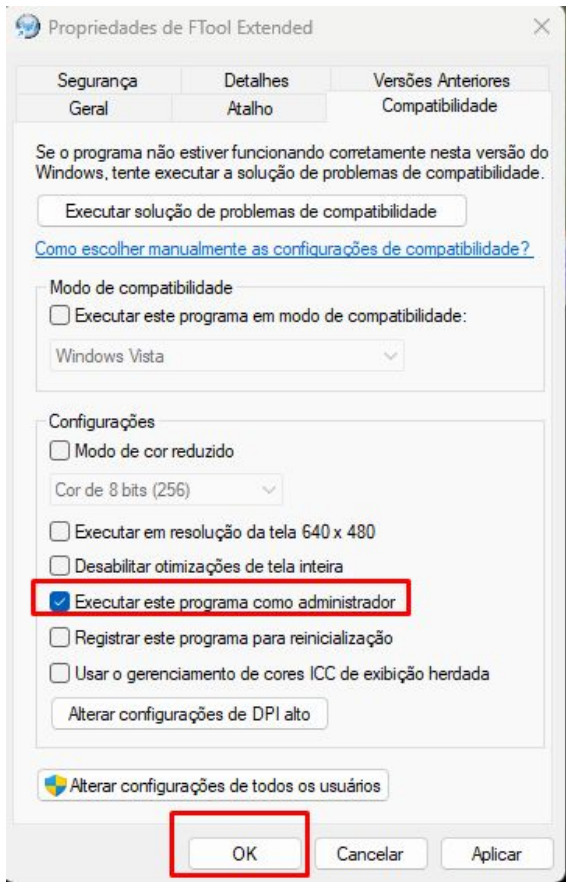 Propriedades de FTool Extended
Segurança Detalhes Versões Anteriores
Geral Atalho Compatibilidade
Se o programa não estiver funcionando corretamente nesta versão do
Windows, tente executar a solução de problemas de compatibilidade.
Executar solução de problemas de compatibilidade
Como escolher manualmente as configurações de compatibilidade?
Modo de compatibilidade
Executar este programa em modo de compatibilidade:
Windows Vista
Configurações
Modo de cor reduzido
Cor de 8 bits (256)
Executar em resolução da tela 640 x 480
Desabilitar otimizações de tela inteira
Executar este programa como administrador
Registrar este programa para reinicialização
Usar o gerenciamento de cores ICC de exibição herdada
Alterar configurações de DPI alto
Alterar configurações de todos os usuários
OK Cancelar Aplicar